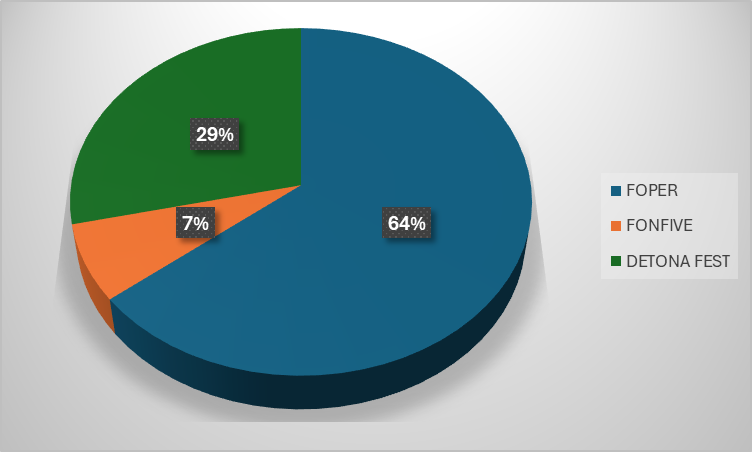 29%
7%
64%
FOPER
FONFIVE
DETONA FEST